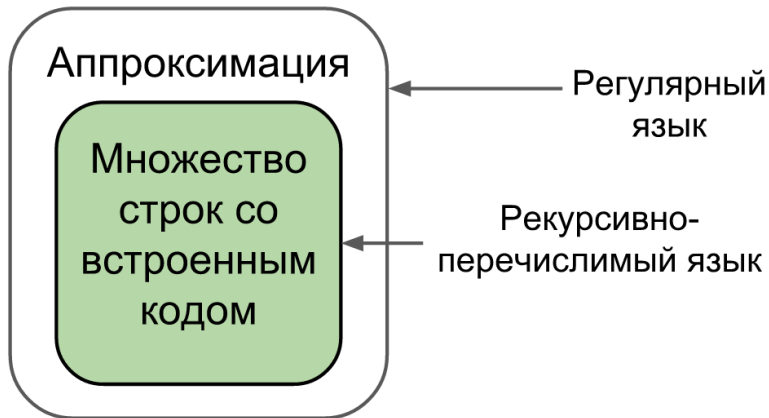 Аппроксимация
Множество
строк со
встроенным
кодом
Регулярный
язык
Рекурсивно-
перечислимый язык